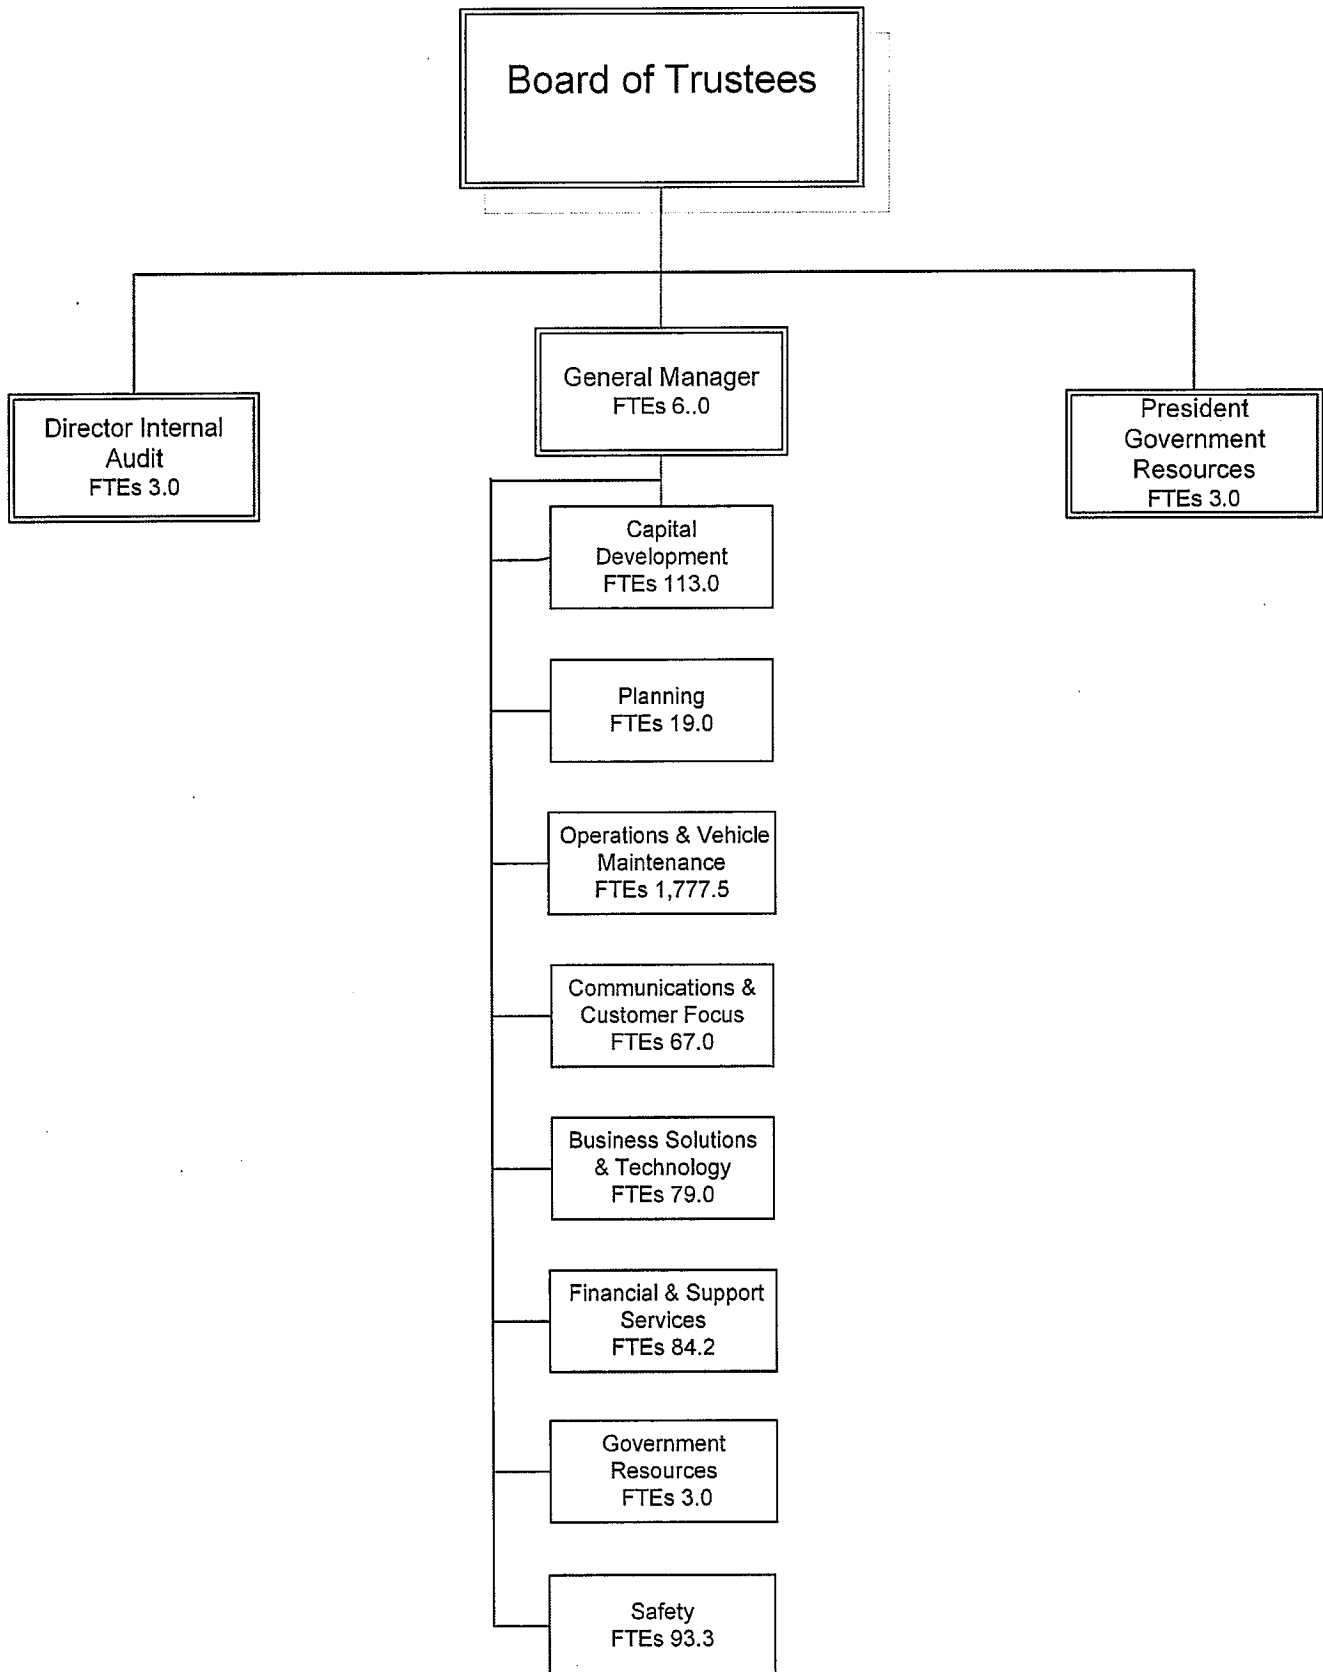 Board of Trustees
General Manager
FTEs 6..0
Director Internal
Audit
FTEs 3.0
President
Government
Resources
FTEs 3.0
Capital
Development
FTEs 113.0
Planning
FTEs 19.0
Operations & Vehicle
Maintenance
FTEs 1,777.5
Communications &
Customer Focus
FTEs 67.0
Business Solutions
& Technology
FTEs 79.0
Financial & Support
Services
FTEs 84.2
Government
Resources
FTEs 3.0
Safety
FTEs 93.3